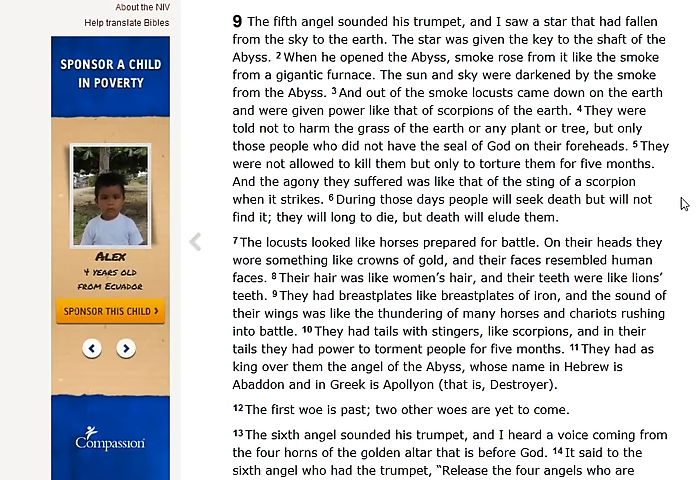 About the NIV
Help translate Bibles
SPONSOR A CHILD
IN POVERTY
ALEX
4 YEARS OLD
FROM ECUADOR
SPONSOR THIS CHILD ›
Compassion
9 The fifth angel sounded his trumpet, and I saw a star that had fallen
from the sky to the earth. The star was given the key to the shaft of the
Abyss. 2 When he opened the Abyss, smoke rose from it like the smoke
from a gigantic furnace. The sun and sky were darkened by the smoke
from the Abyss. 3 And out of the smoke locusts came down on the earth
and were given power like that of scorpions of the earth. 4 They were
told not to harm the grass of the earth or any plant or tree, but only
those people who did not have the seal of God on their foreheads. 5 They
were not allowed to kill them but only to torture them for five months.
And the agony they suffered was like that of the sting of a scorpion
when it strikes. 6 During those days people will seek death but will not
find it; they will long to die, but death will elude them.
7 The locusts looked like horses prepared for battle. On their heads they
wore something like crowns of gold, and their faces resembled human
faces. 8 Their hair was like women's hair, and their teeth were like lions'
teeth. 9 They had breastplates like breastplates of iron, and the sound of
their wings was like the thundering of many horses and chariots rushing
into battle. 10 They had tails with stingers, like scorpions, and in their
tails they had power to torment people for five months. 11 They had as
king over them the angel of the Abyss, whose name in Hebrew is
Abaddon and in Greek is Apollyon (that is, Destroyer).
12 The first woe is past; two other woes are yet to come.
13 The sixth angel sounded his trumpet, and I heard a voice coming from
the four horns of the golden altar that is before God. 14 It said to the
sixth angel who had the trumpet, “Release the four angels who are